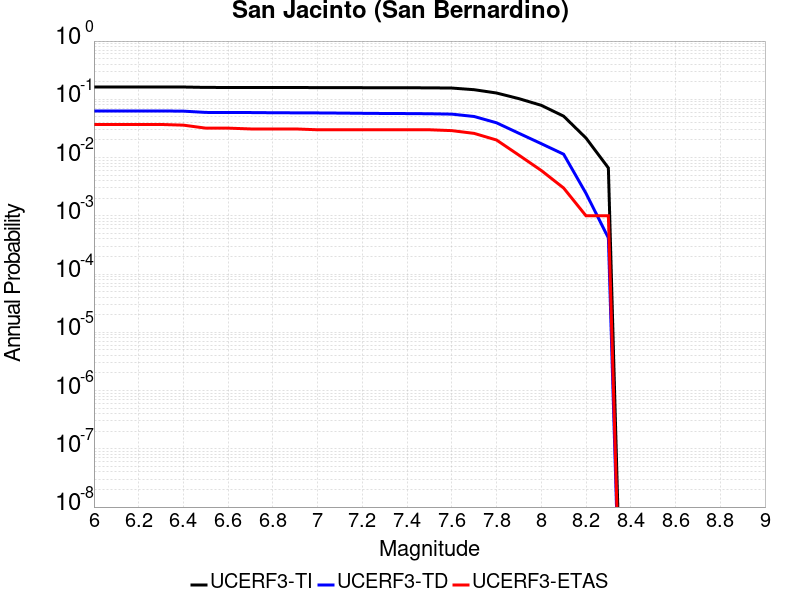 San Jacinto (San Bernardino)
10^0
10^-1
10^-2
10^-3
10^-4
10^-5
10^-6
10^-7
10^-8
Annual Probability
6 6.2 6.4 6.6 6.8 7 7.2 7.4 7.6 7.8 8 8.2 8.4 8.6 8.8 9
Magnitude
UCERF3-TI UCERF3-TD UCERF3-ETAS